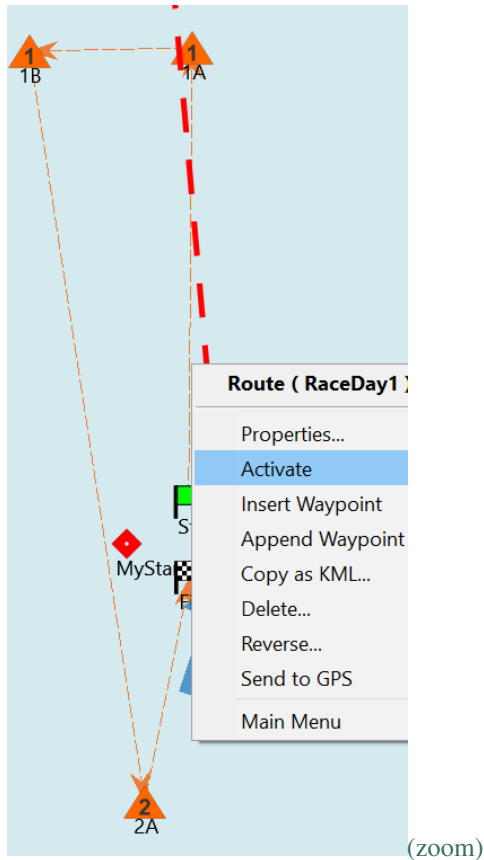 1
1
1B
1A
Route ( RaceDay1 )
Properties...
Activate
Insert Waypoint
Append Waypoint
Copy as KML...
Delete...
Reverse...
Send to GPS
Main Menu
MySta
2
2A
(zoom)